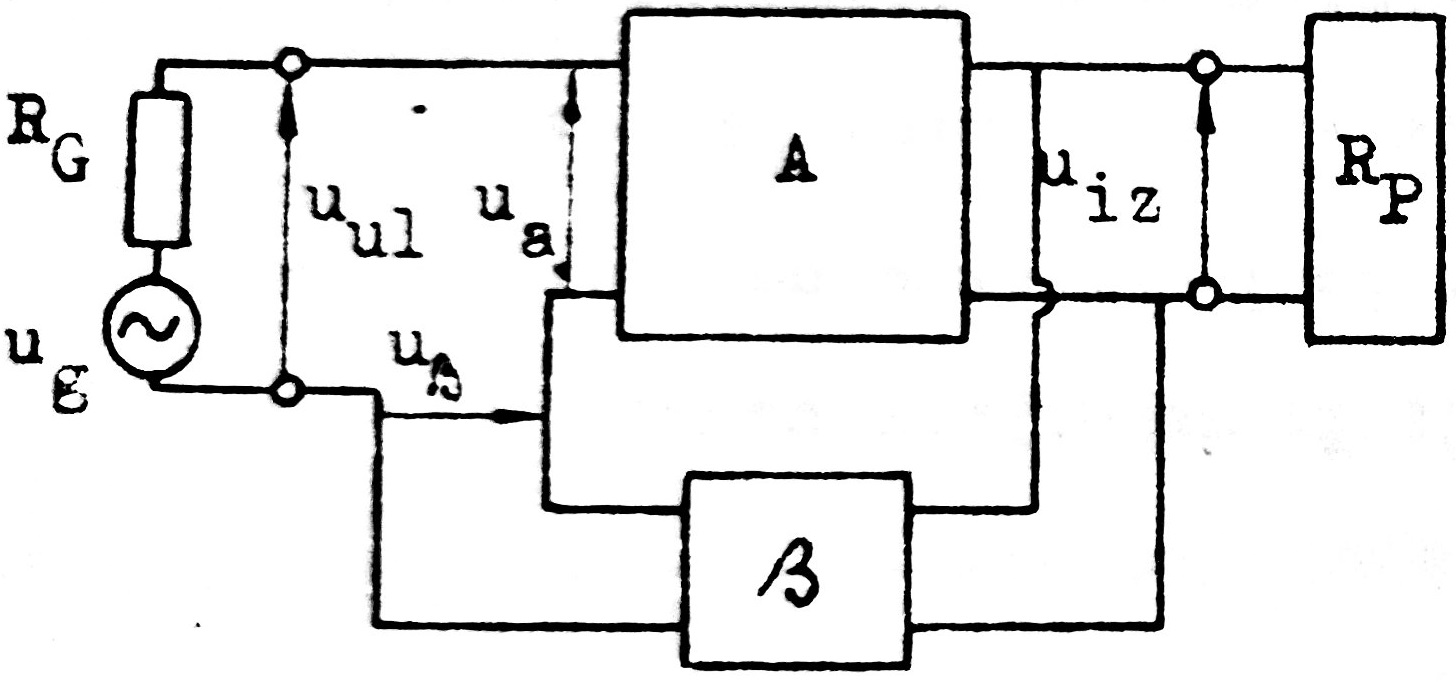 R_G
u_ul
u_a
A
u_iz
R_P
u_g
u_β
β